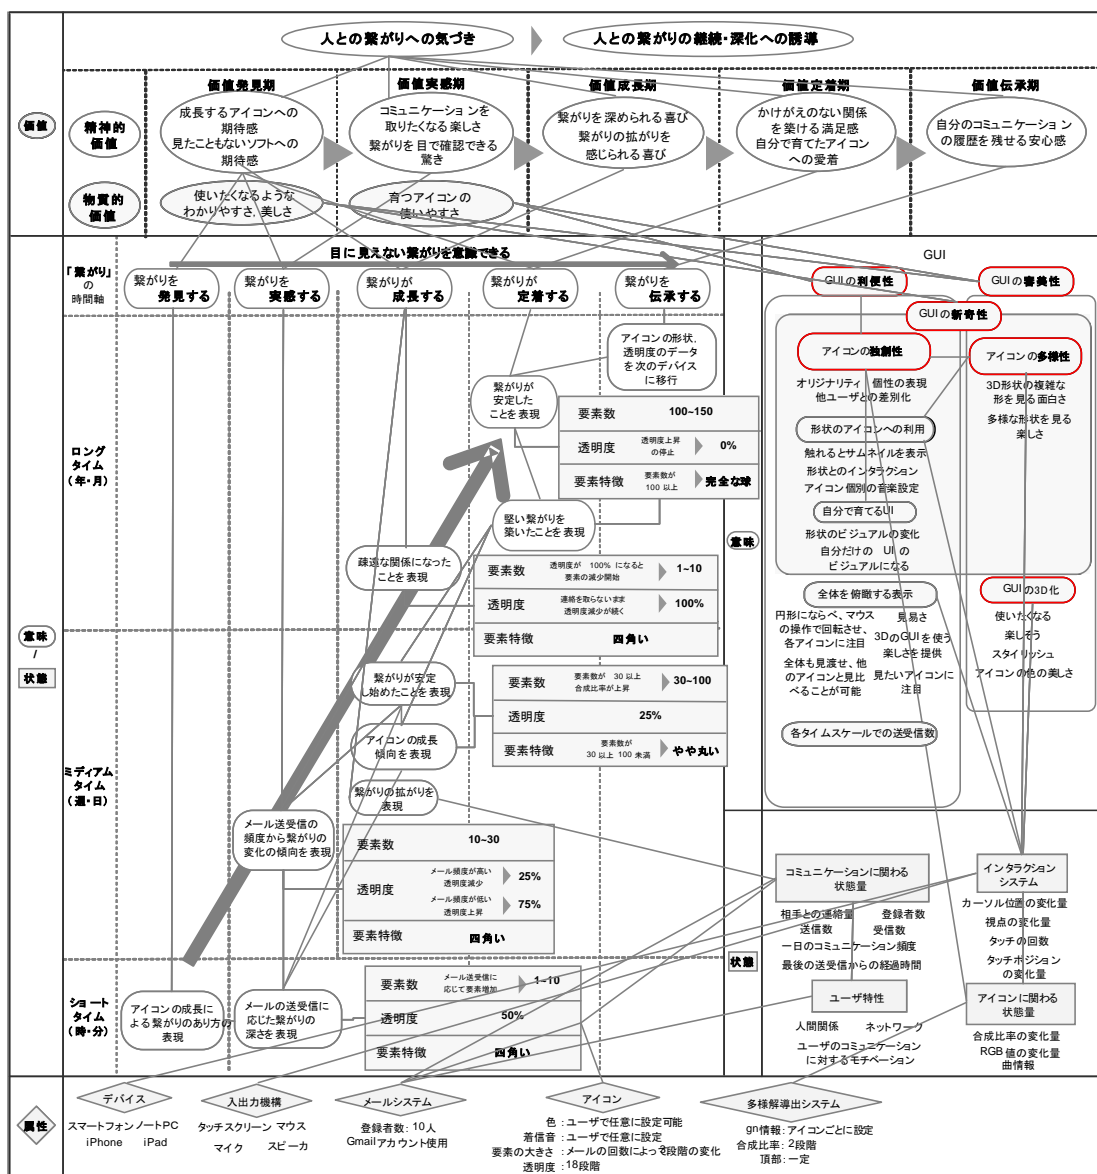 人との繋がりへの気づき
人との繋がりの継続・深化への誘導
価値発見期
価値実感期
価値成長期
価値定着期
価値伝承期
価値
精神的
価値
成長するアイコンへの
期待感
見たこともないソフトへの
期待感
コミュニケーションを
取りたくなる楽しさ
繋がりを目で確認できる
驚き
繋がりを深められる喜び
繋がりの拡がりを
感じられる喜び
かけがえのない関係
を築ける満足感
自分で育てたアイコン
への愛着
自分のコミュニケーション
の履歴を残せる安心感
物質的
価値
使いたくなるような
わかりやすさ,美しさ
育つアイコンの
使いやすさ
目に見えない繋がりを意識できる
「繋がり」
の
時間軸
繋がりを
発見する
繋がりを
実感する
繋がりが
成長する
繋がりが
定着する
繋がりを
伝承する
GUI
GUIの利便性
GUIの審美性
GUIの新奇性
アイコンの独創性
アイコンの多様性
オリジナリティ 個性の表現
他ユーザとの差別化
3D形状の複雑な
形を見る面白さ
多様な形状を見る
楽しさ
形状のアイコンへの利用
触れるとサムネイルを表示
形状とのインタラクション
アイコン個別の音楽設定
自分で育てるUI
形状のビジュアルの変化
自分だけの UI の
ビジュアルになる
全体を俯瞰する表示
円形にならべ、マウス
の操作で回転させ、
各アイコンに注目
全体も見渡せ、他
のアイコンと見比
べることが可能
見易さ
3DのGUIを使う
楽しさを提供
見たいアイコンに
注目
GUIの3D化
使いたくなる
楽しそう
スタイリッシュ
アイコンの色の美しさ
各タイムスケールでの送受信数
意味
意味
/
状態
ロング
タイム
(年・月)
アイコンの形状,
透明度のデータ
を次のデバイス
に移行
繋がりが
安定した
ことを表現
要素数 100~150
透明度 透明度上昇
の停止 0%
要素特徴 要素数が
100 以上 完全な球
堅い繋がりを
築いたことを表現
疎遠な関係になった
ことを表現
要素数 透明度が 100% になると
要素の減少開始 1~10
透明度 連絡を取らないまま
透明度減少が続く 100%
要素特徴 四角い
ミディアム
タイム
(週・日)
繋がりが安定
し始めたことを表現
アイコンの成長
傾向を表現
繋がりの拡がりを
表現
要素数 要素数が 30 以上
合成比率が上昇 30~100
透明度 25%
要素特徴 要素数が
30 以上 100 未満 やや丸い
メール送受信の
頻度から繋がりの
変化の傾向を表現
要素数 10~30
透明度 メール頻度が高い
透明度減少 25%
メール頻度が低い
透明度上昇 75%
要素特徴 四角い
ショート
タイム
(時・分)
アイコンの成長に
よる繋がりのあり方の
表現
メールの送受信に
応じた繋がりの
深さを表現
要素数 メール送受信に
応じて要素増加 1~10
透明度 50%
要素特徴 四角い
状態
コミュニケーションに関わる
状態量
相手との連絡量 登録者数
送信数 受信数
一日のコミュニケーション頻度
最後の送受信からの経過時間
ユーザ特性
人間関係 ネットワーク
ユーザのコミュニケーション
に対するモチベーション
インタラクション
システム
カーソル位置の変化量
視点の変化量
タッチの回数
タッチポジション
の変化量
アイコンに関わる
状態量
合成比率の変化量
RGB 値の変化量
曲情報
属性
デバイス
スマートフォン ノートPC
iPhone iPad
入出力機構
タッチスクリーン マウス
マイク スピーカ
メールシステム
登録者数: 10人
Gmailアカウント使用
アイコン
色 :ユーザで任意に設定可能
着信音 :ユーザで任意に設定
要素の大きさ :メールの回数によって3段階の変化
透明度 :18段階
多様解導出システム
gn情報: アイコンごとに設定
合成比率: 2段階
頂部: 一定